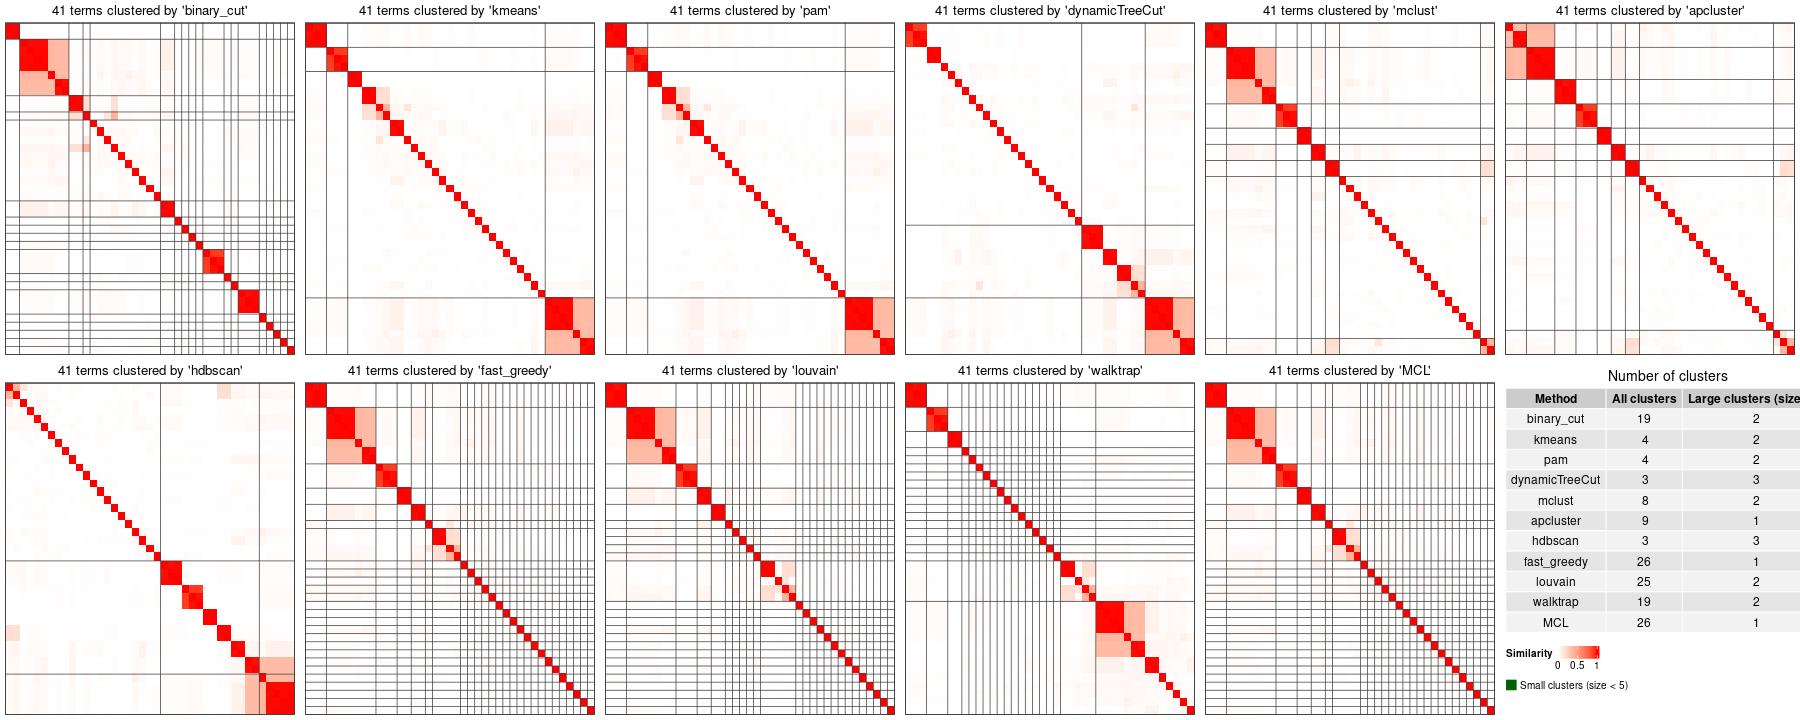 41 terms clustered by 'binary_cut'
41 terms clustered by 'kmeans'
41 terms clustered by 'pam'
41 terms clustered by 'dynamicTreeCut'
41 terms clustered by 'mclust'
41 terms clustered by 'apcluster'
41 terms clustered by 'hdbscan'
41 terms clustered by 'fast_greedy'
41 terms clustered by 'louvain'
41 terms clustered by 'walktrap'
41 terms clustered by 'MCL'
Number of clusters
Method All clusters Large clusters (size
binary_cut 19 2
kmeans 4 2
pam 4 2
dynamicTreeCut 3 3
mclust 8 2
apcluster 9 1
hdbscan 3 3
fast_greedy 26 1
louvain 25 2
walktrap 19 2
MCL 26 1
Similarity
0 0.5 1
Small clusters (size < 5)